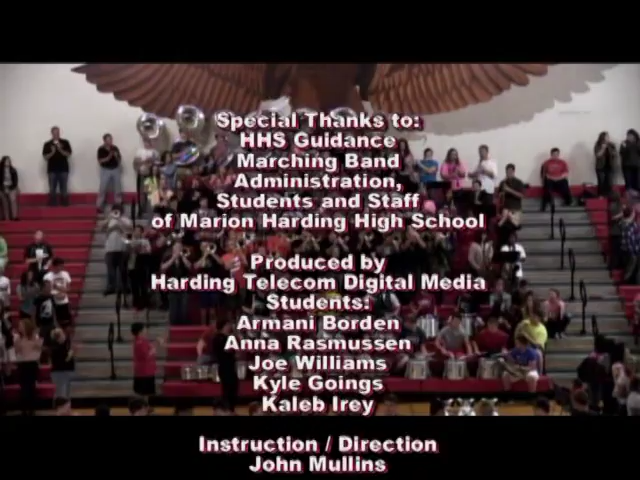 Special Thanks to:
HHS Guidance
Marching Band
Administration,
Students and Staff
of Marion Harding High School
Produced by
Harding Telecom Digital Media
Students:
Armani Borden
Anna Rasmussen
Joe Williams
Kyle Goings
Kaleb Irey
Instruction / Direction
John Mullins